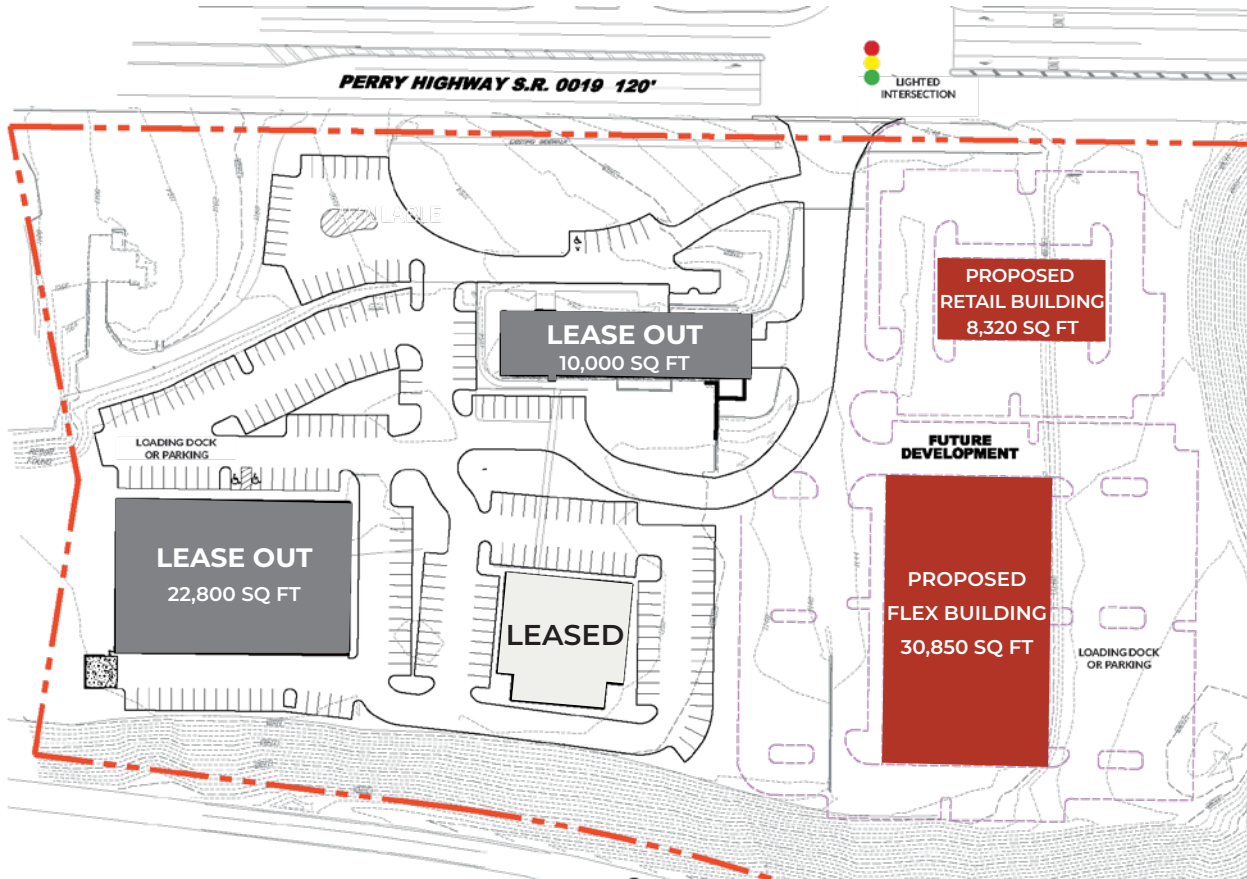 PERRY HIGHWAY S.R. 0019 120'
LIGHTED
INTERSECTION
AVAILABLE
PROPOSED
RETAIL BUILDING
8,320 SQ FT
LEASE OUT
10,000 SQ FT
LOADING DOCK
OR PARKING
FUTURE
DEVELOPMENT
LEASE OUT
22,800 SQ FT
LEASED
PROPOSED
FLEX BUILDING
30,850 SQ FT
LOADING DOCK
OR PARKING